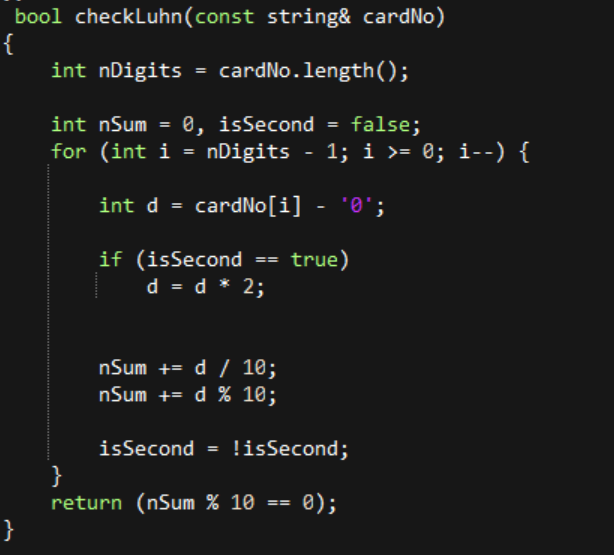 bool checkLuhn(const string& cardNo)
{
int nDigits = cardNo.length();
int nSum = 0, isSecond = false;
for (int i = nDigits - 1; i >= 0; i--) {
int d = cardNo[i] - '0';
if (isSecond == true)
d = d * 2;
nSum += d / 10;
nSum += d % 10;
isSecond = !isSecond;
}
return (nSum % 10 == 0);
}